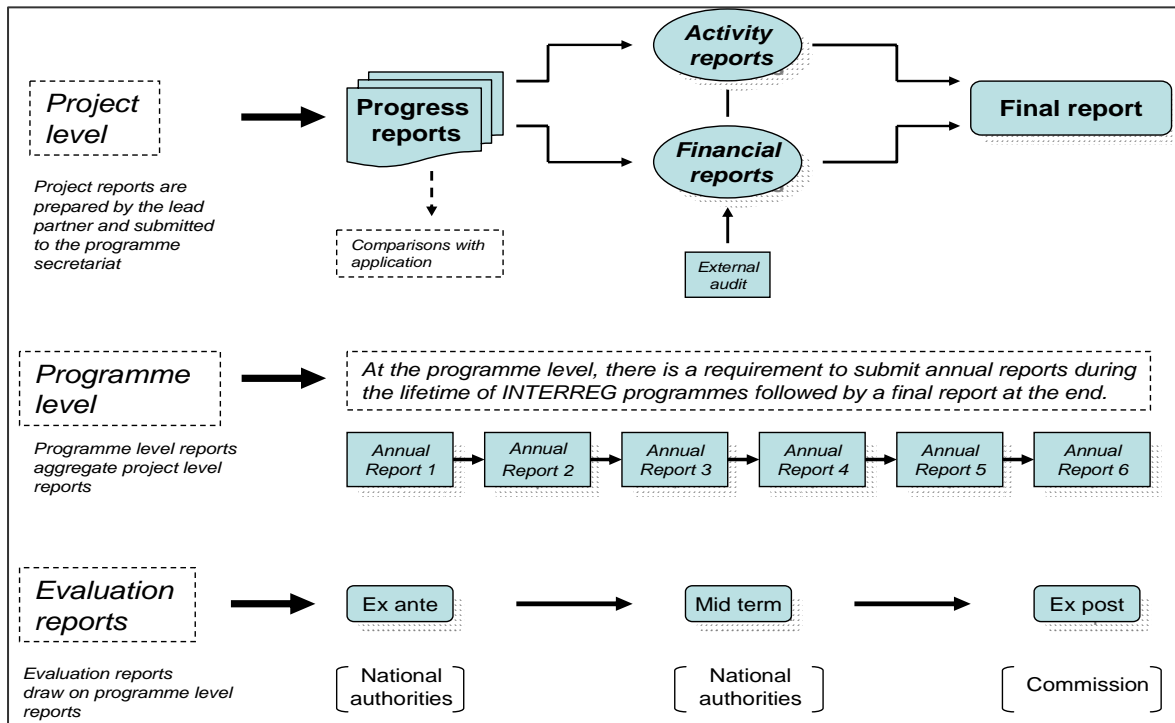 Project
level
Project reports are
prepared by the lead
partner and submitted
to the programme
secretariat
Progress
reports
Comparisons with
application
Activity
reports
Financial
reports
External
audit
Final report
Programme
level
Programme level reports
aggregate project level
reports
At the programme level, there is a requirement to submit annual reports during
the lifetime of INTERREG programmes followed by a final report at the end.
Annual
Report 1
Annual
Report 2
Annual
Report 3
Annual
Report 4
Annual
Report 5
Annual
Report 6
Evaluation
reports
Evaluation reports
draw on programme level
reports
Ex ante
Mid term
Ex post
National
authorities
National
authorities
Commission